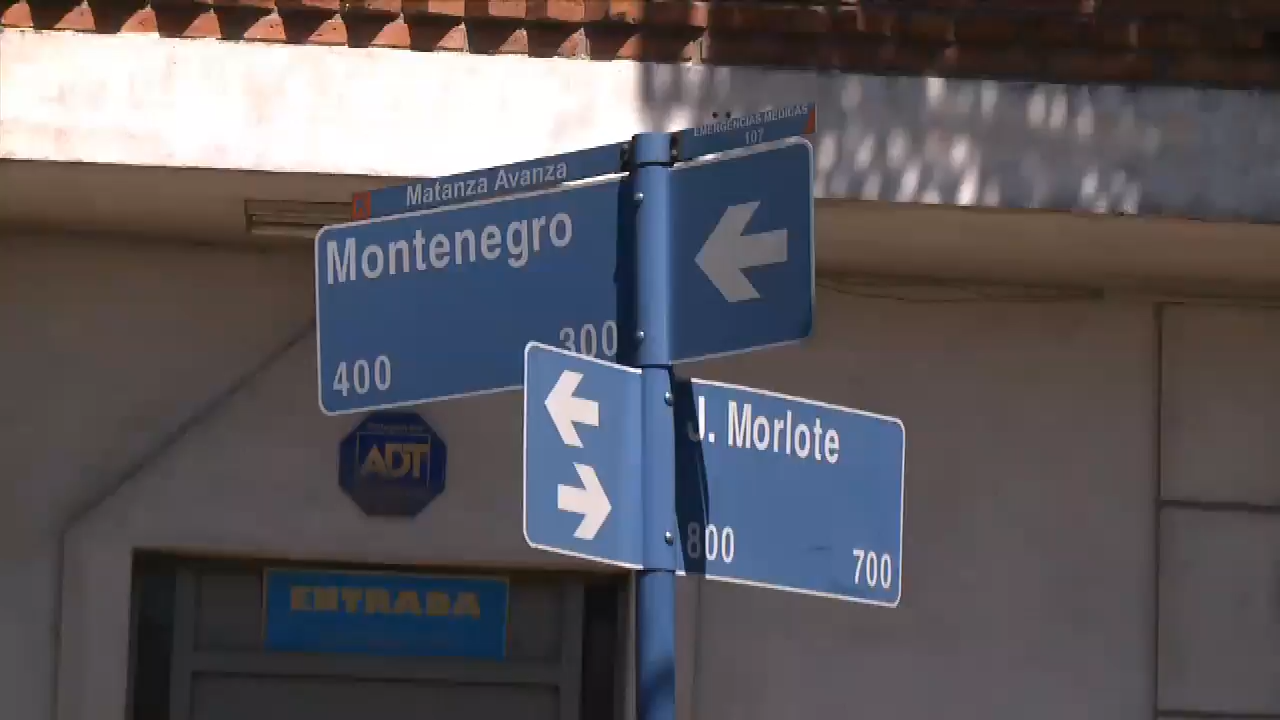 EMERGENCIAS MEDICAS
107
Matanza Avanza
Montenegro
400 300
J. Morlote
800 700
ADT
ENTRADA